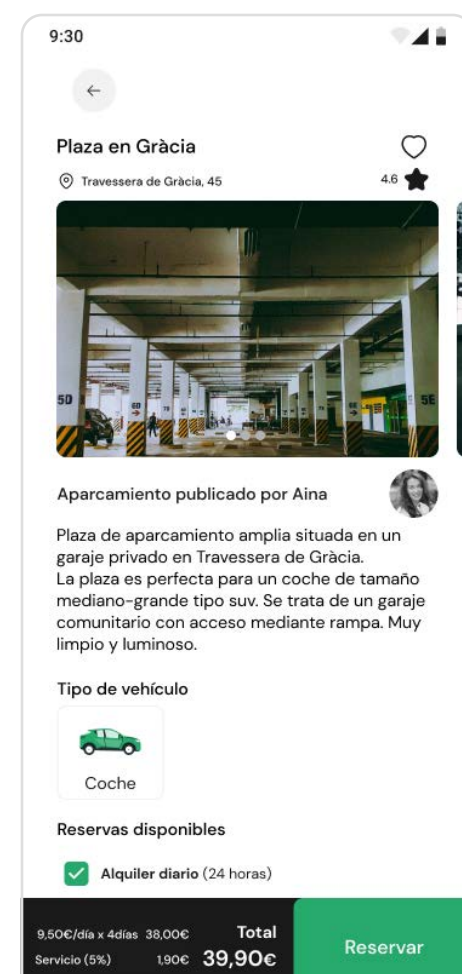 9:30
Plaza en Gràcia
Travessera de Gràcia, 45
4.6
5D
6D
5E
Aparcamiento publicado por Aina
Plaza de aparcamiento amplia situada en un
garaje privado en Travessera de Gràcia.
La plaza es perfecta para un coche de tamaño
mediano-grande tipo suv. Se trata de un garaje
comunitario con acceso mediante rampa. Muy
limpio y luminoso.
Tipo de vehículo
Coche
Reservas disponibles
Alquiler diario (24 horas)
9,50€/día x 4días 38,00€
Servicio (5%) 1,90€
Total
39,90€
Reservar